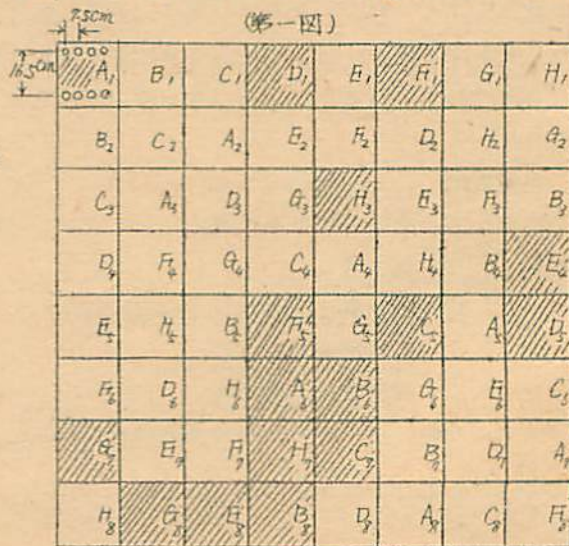 7.5cm
(第一図)
16.5cm
A₁ B₁ C₁ D₁ E₁ F₁ G₁ H₁
B₂ C₂ A₂ E₂ F₂ D₂ H₂ G₂
C₃ A₃ D₃ G₃ H₃ E₃ F₃ B₃
D₄ F₄ G₄ C₄ A₄ H₄ B₄ E₄
E₅ H₅ B₅ F₅ G₅ C₅ A₅ D₅
F₆ D₆ H₆ A₆ B₆ G₆ E₆ C₆
G₇ E₇ F₇ H₇ C₇ B₇ D₇ A₇
H₈ G₈ E₈ B₈ D₈ A₈ C₈ F₈